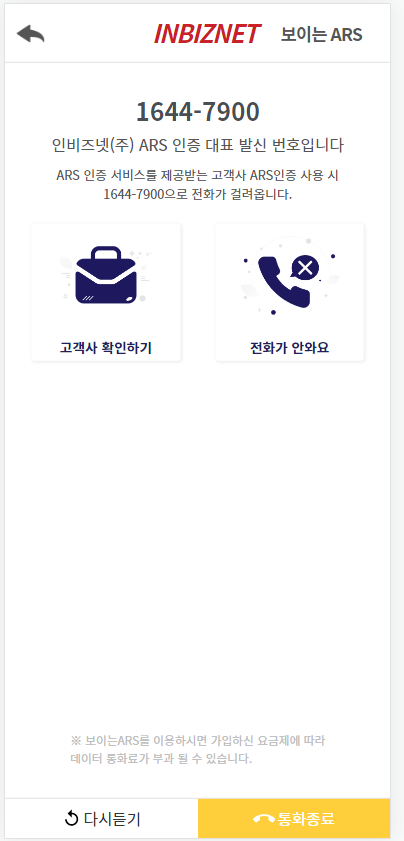 INBIZNET 보이는 ARS
1644-7900
인비즈넷(주) ARS 인증 대표 발신 번호입니다
ARS 인증 서비스를 제공받는 고객사 ARS인증 사용 시
1644-7900으로 전화가 걸려옵니다.
고객사 확인하기
전화가 안와요
※ 보이는ARS를 이용하시면 가입하신 요금제에 따라
데이터 통화료가 부과 될 수 있습니다.
다시듣기
통화종료